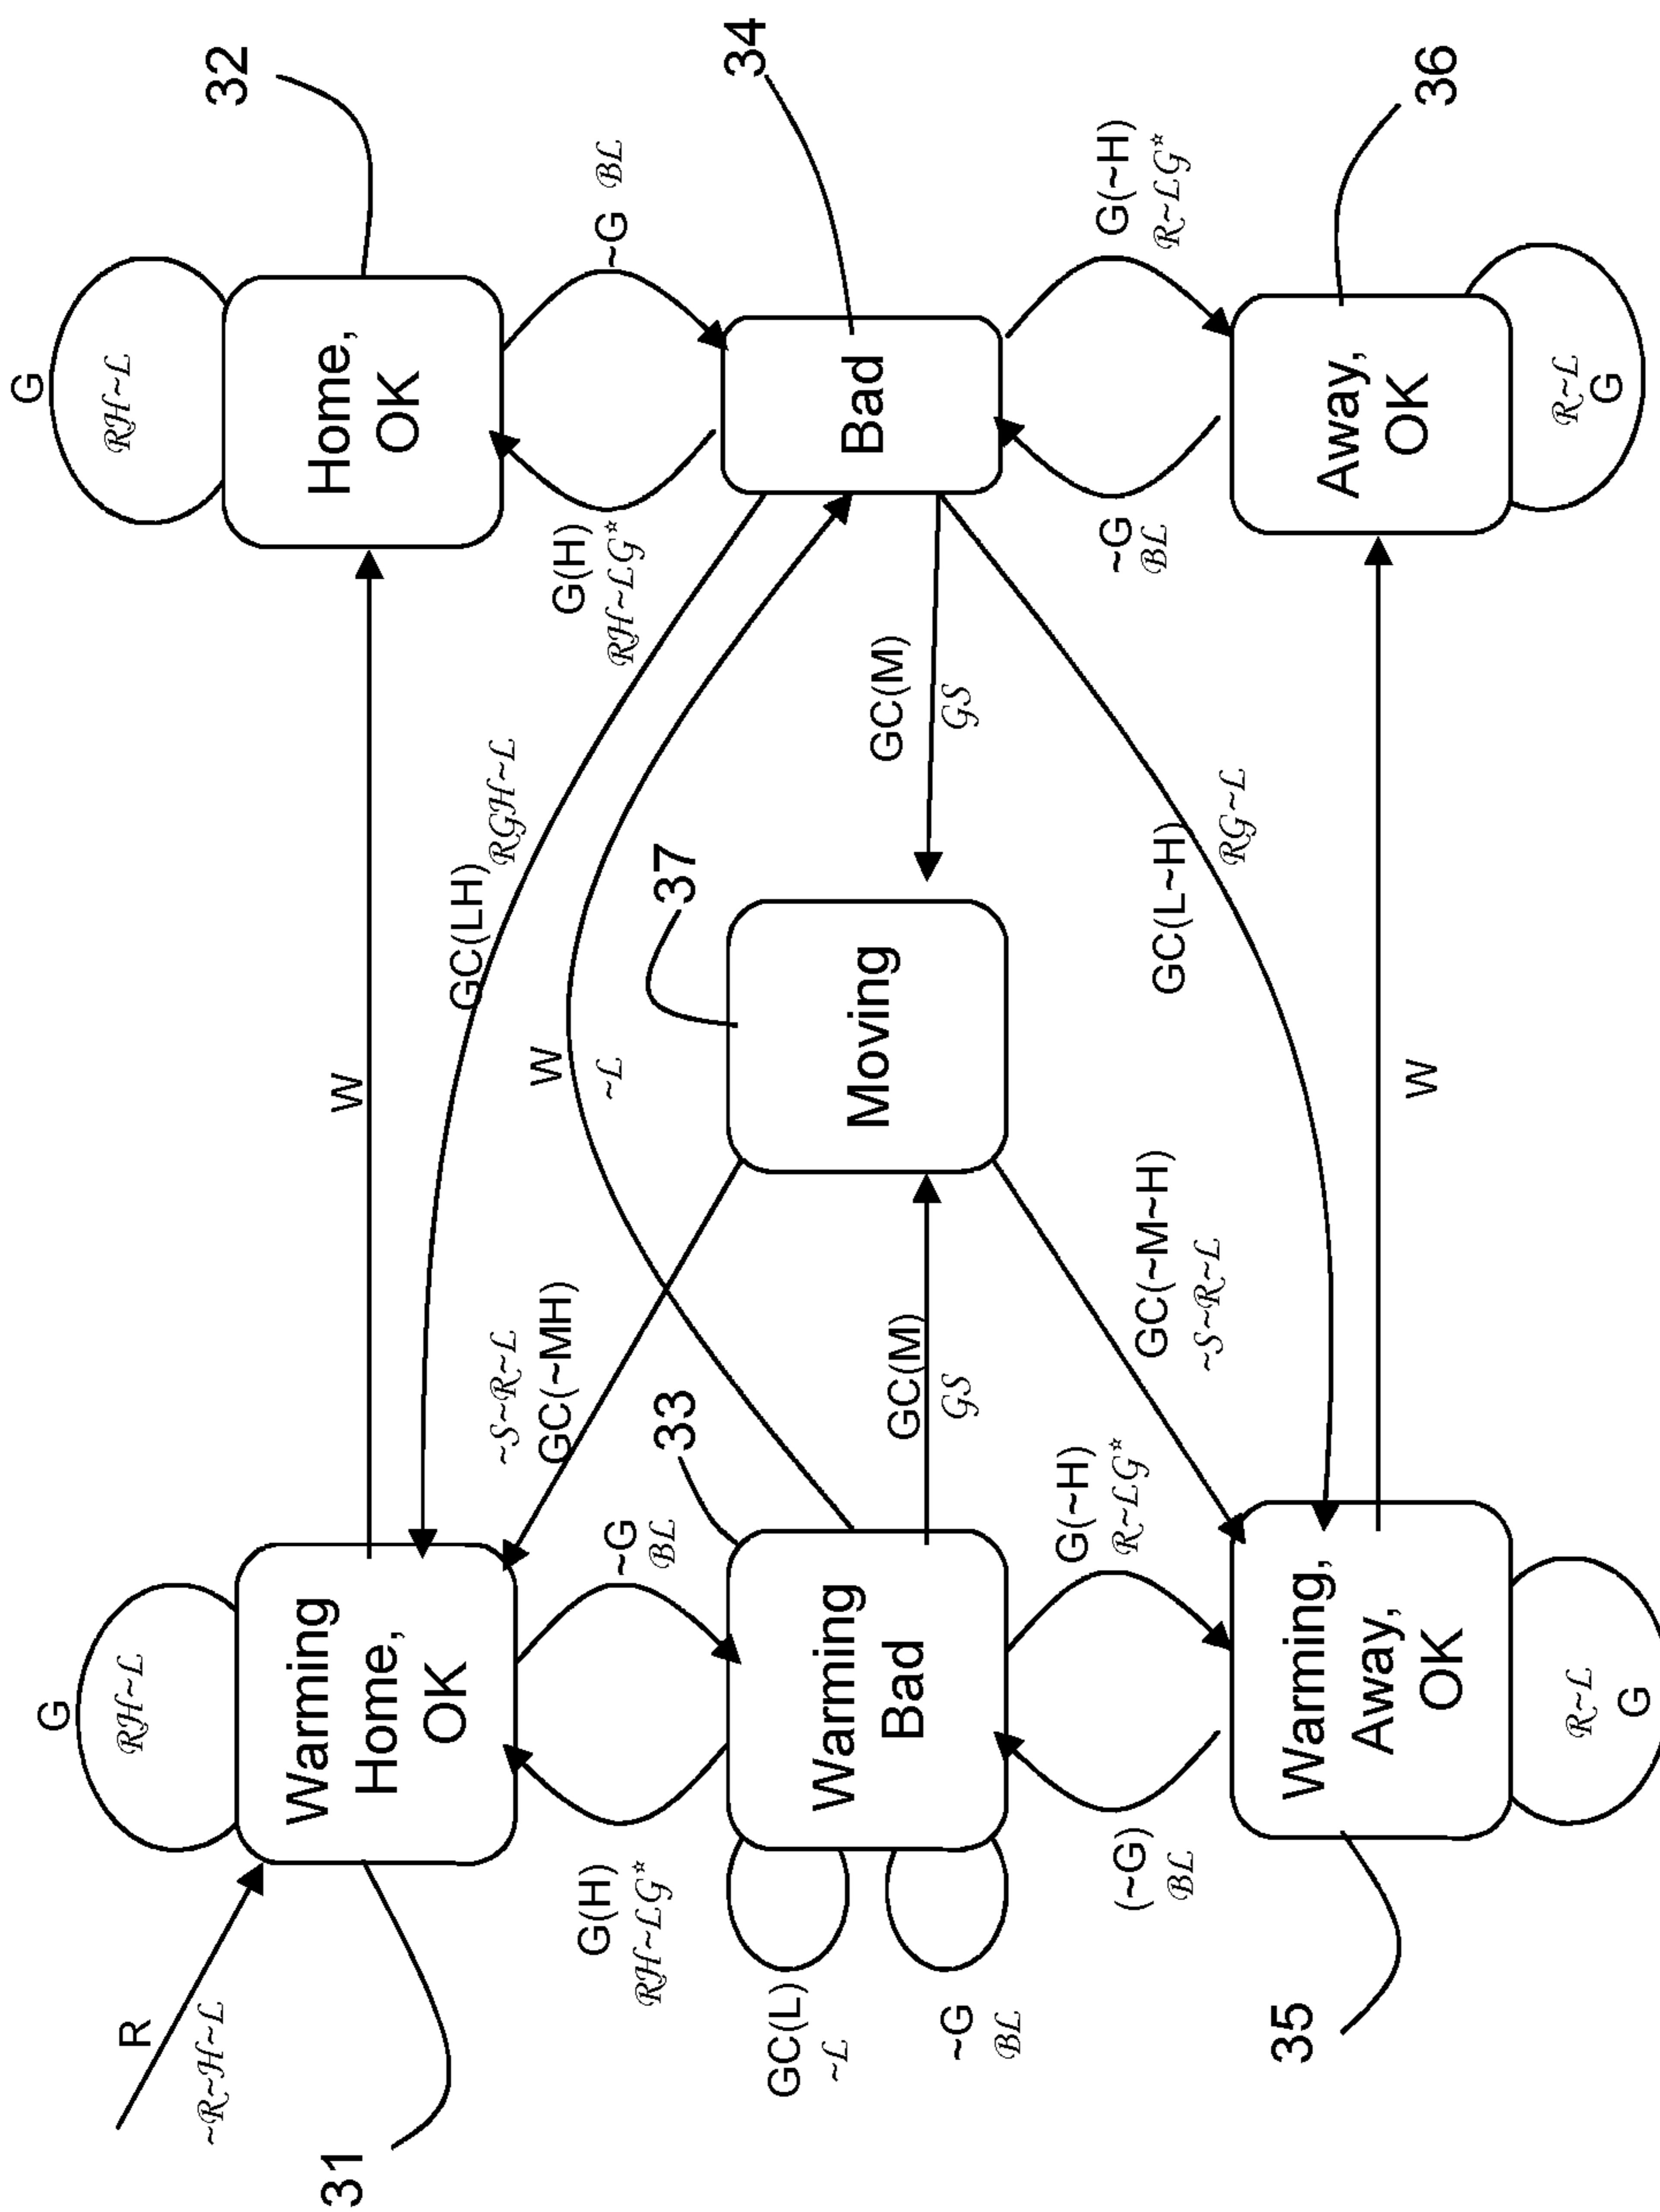 G
G
R
RH~L
RH~L
~R~H~L
32
Warming
Home,
OK
W
Home,
OK
31
GC(LH)
RGH~L
~S~R~L
GC(~MH)
W
~L
G(H)
RH~LG*
~G
BL
G(H)
RH~LG*
~G BL
33
37
34
GC(L)
~L
Warming
Bad
GC(M)
GS
Moving
GC(M)
GS
Bad
~G
BL
(~G)
BL
G(~H)
R~LG*
GC(~M~H)
~S~R~L
GC(L~H)
RG~L
~G
BL
G(~H)
R~LG*
35
Warming,
Away,
OK
W
Away,
OK
36
R~L
G
R~L
G